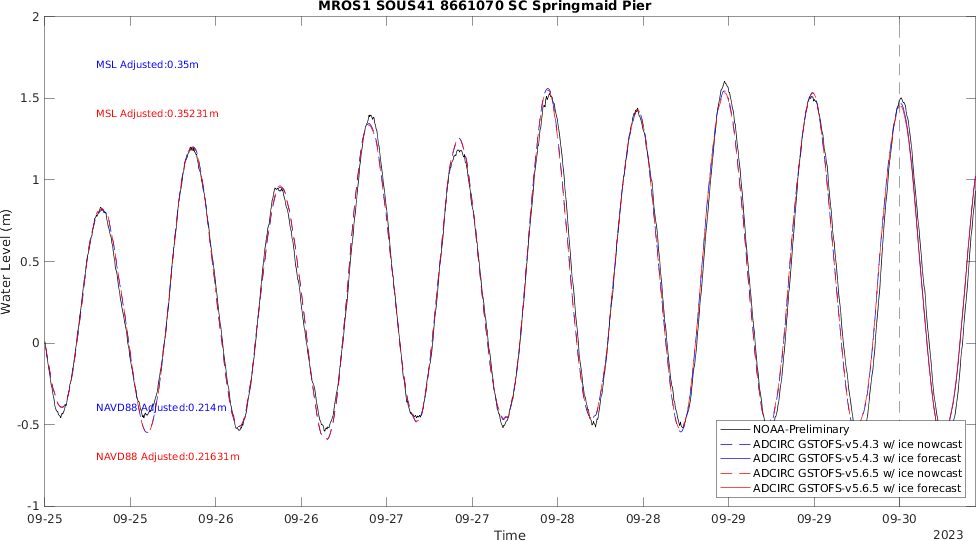 MROS1 SOUS41 8661070 SC Springmaid Pier
2
1.5
1
0.5
0
-0.5
-1
Water Level (m)
MSL Adjusted:0.35m
MSL Adjusted:0.35231m
NAVD88 Adjusted:0.214m
NAVD88 Adjusted:0.21631m
NOAA-Preliminary
ADCIRC GSTOFS-v5.4.3 w/ ice nowcast
ADCIRC GSTOFS-v5.4.3 w/ ice forecast
ADCIRC GSTOFS-v5.6.5 w/ ice nowcast
ADCIRC GSTOFS-v5.6.5 w/ ice forecast
09-25 09-25 09-26 09-26 09-27 09-27 09-28 09-28 09-29 09-29 09-30
Time
2023